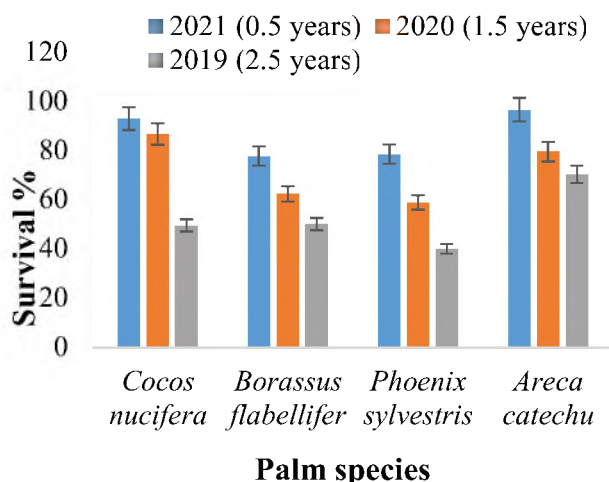 2021 (0.5 years) 2020 (1.5 years)
2019 (2.5 years)
120
100
80
60
40
20
0
Survival %
Cocos nucifera
Borassus flabellifer
Phoenix sylvestris
Areca catechu
Palm species